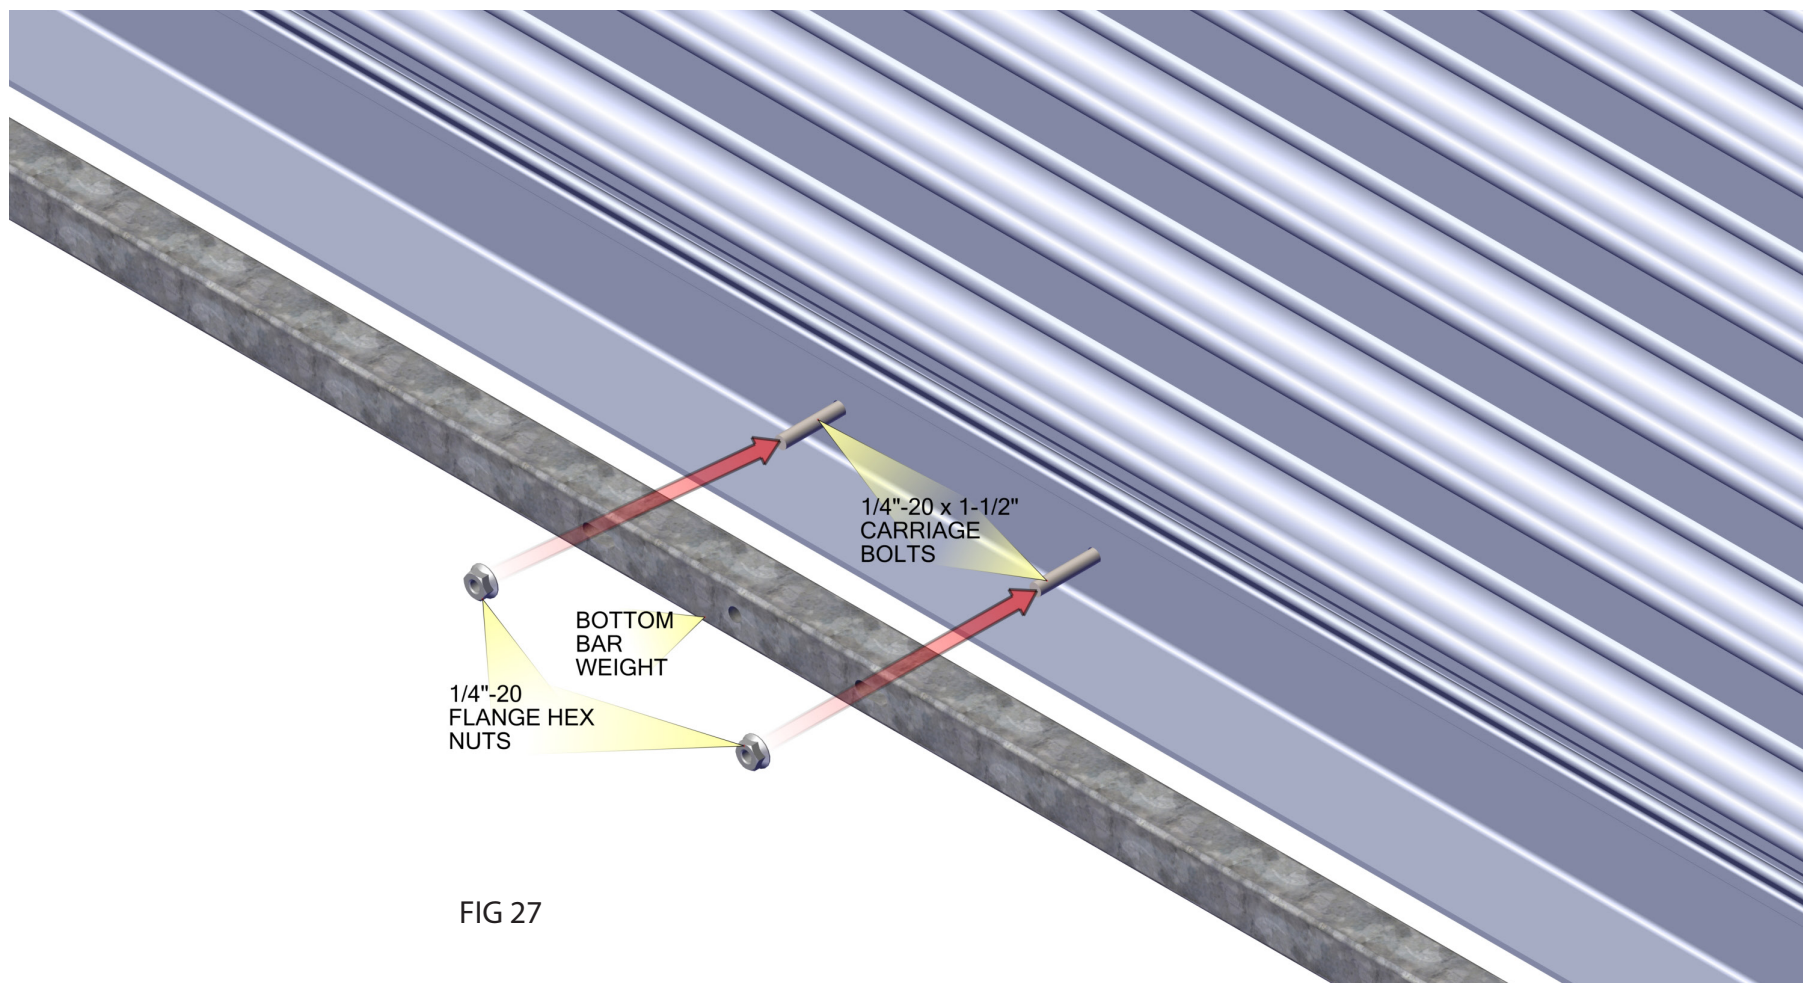 1/4"-20 x 1-1/2"
CARRIAGE
BOLTS
BOTTOM
BAR
WEIGHT
1/4"-20
FLANGE HEX
NUTS
FIG 27